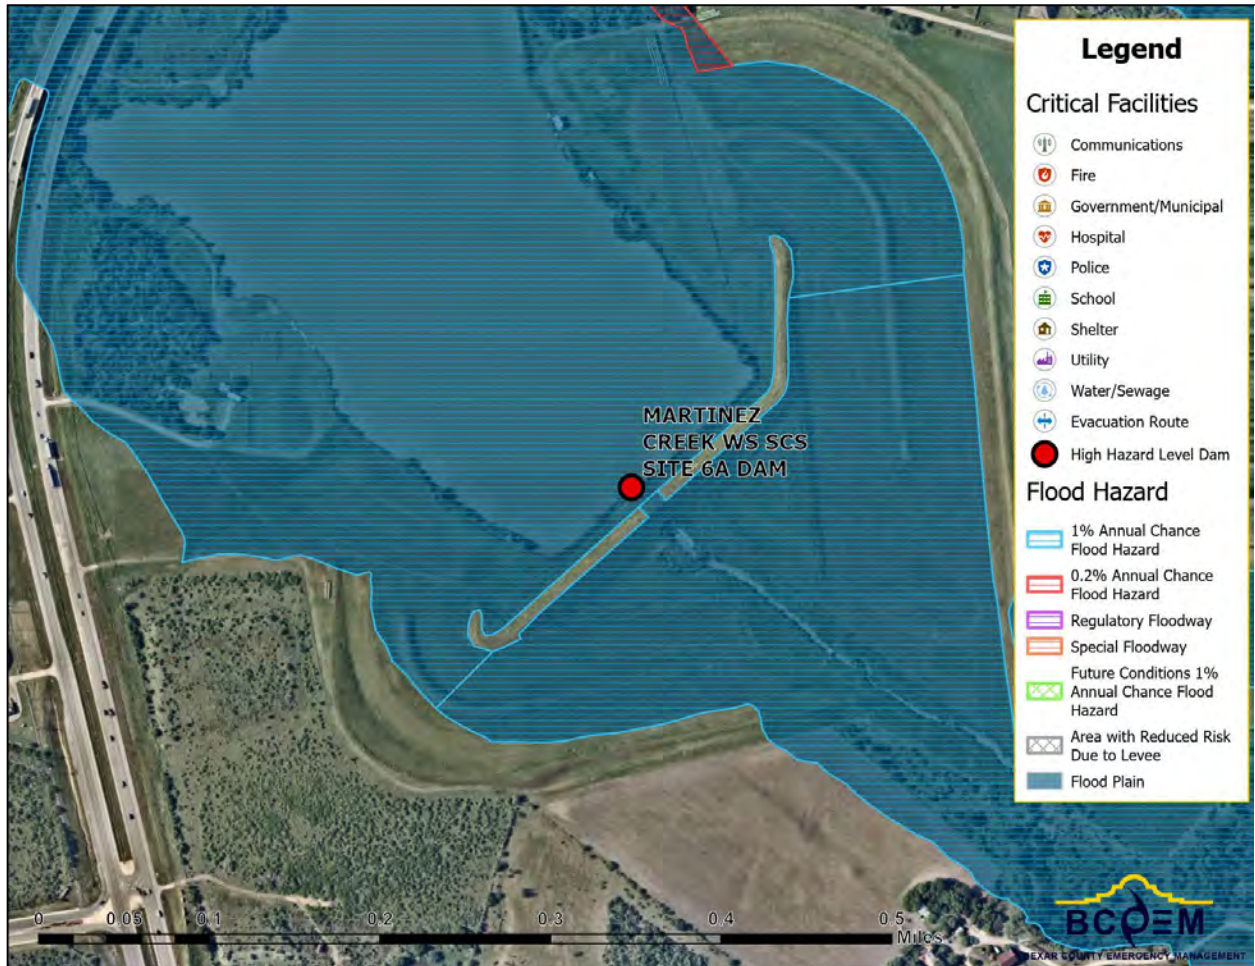 Legend
Critical Facilities
Communications
Fire
Government/Municipal
Hospital
Police
School
Shelter
Utility
Water/Sewage
Evacuation Route
High Hazard Level Dam
Flood Hazard
1% Annual Chance
Flood Hazard
0.2% Annual Chance
Flood Hazard
Regulatory Floodway
Special Floodway
Future Conditions 1%
Annual Chance Flood
Hazard
Area with Reduced Risk
Due to Levee
Flood Plain
MARTINEZ
CREEK WS SCS
SITE 6A DAM
0 0.05 0.1 0.2 0.3 0.4 0.5
Miles
BCOEM
BEXAR COUNTY EMERGENCY MANAGEMENT